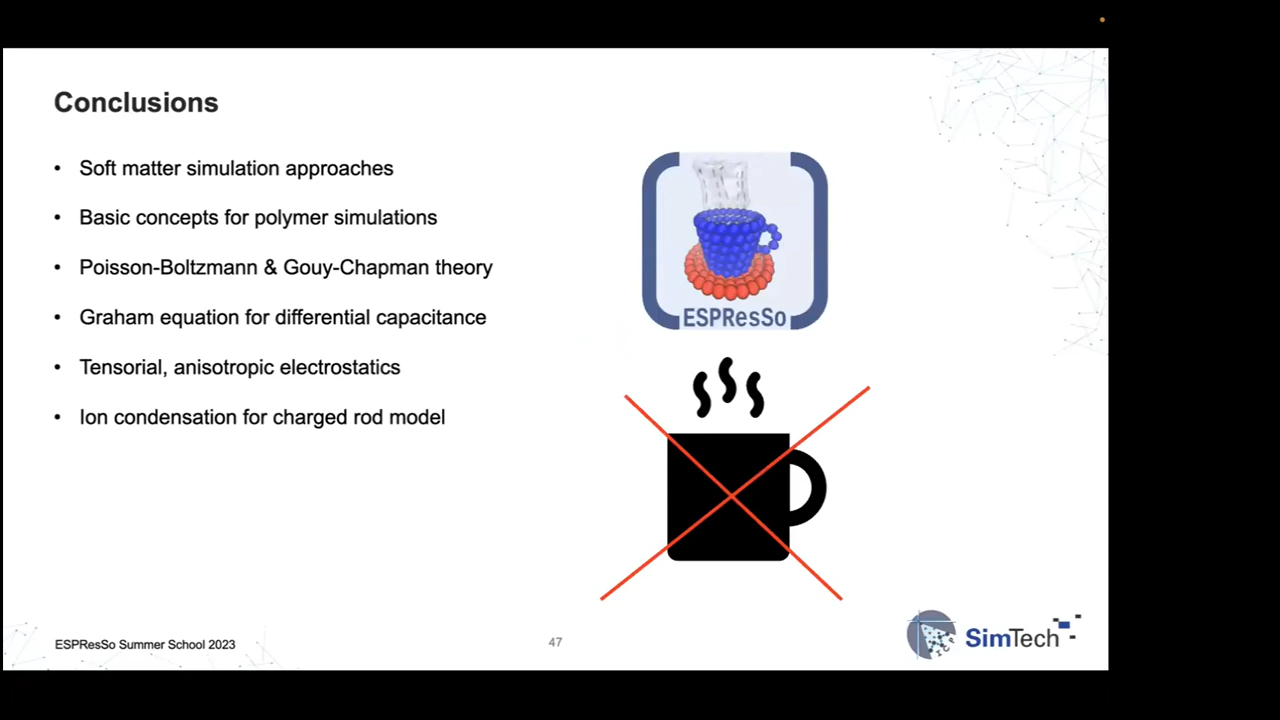 Conclusions
• Soft matter simulation approaches
• Basic concepts for polymer simulations
• Poisson-Boltzmann & Gouy-Chapman theory
• Graham equation for differential capacitance
• Tensorial, anisotropic electrostatics
• Ion condensation for charged rod model
ESPResSo
ESPResSo Summer School 2023
47
ICP
SimTech